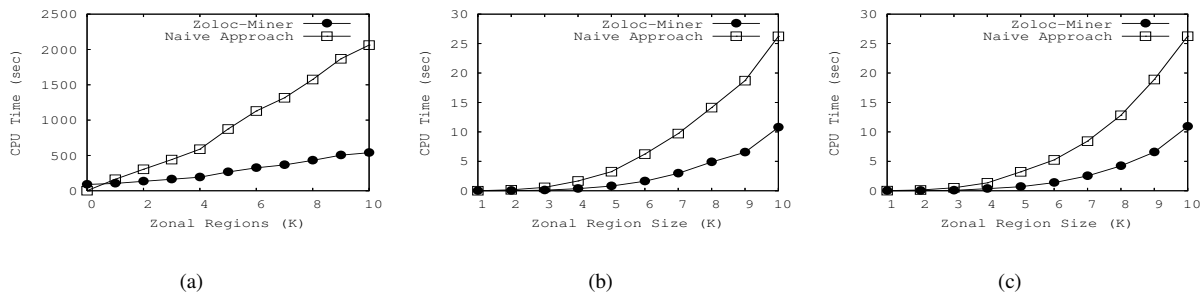 Zoloc-Miner
Naive Approach
CPU Time (sec)
2500
2000
1500
1000
500
0
0 2 4 6 8 10
Zonal Regions (K)
(a)
Zoloc-Miner
Naive Approach
CPU Time (sec)
30
25
20
15
10
5
0
1 2 3 4 5 6 7 8 9 10
Zonal Region Size (K)
(b)
Zoloc-Miner
Naive Approach
CPU Time (sec)
30
25
20
15
10
5
0
1 2 3 4 5 6 7 8 9 10
Zonal Region Size (K)
(c)